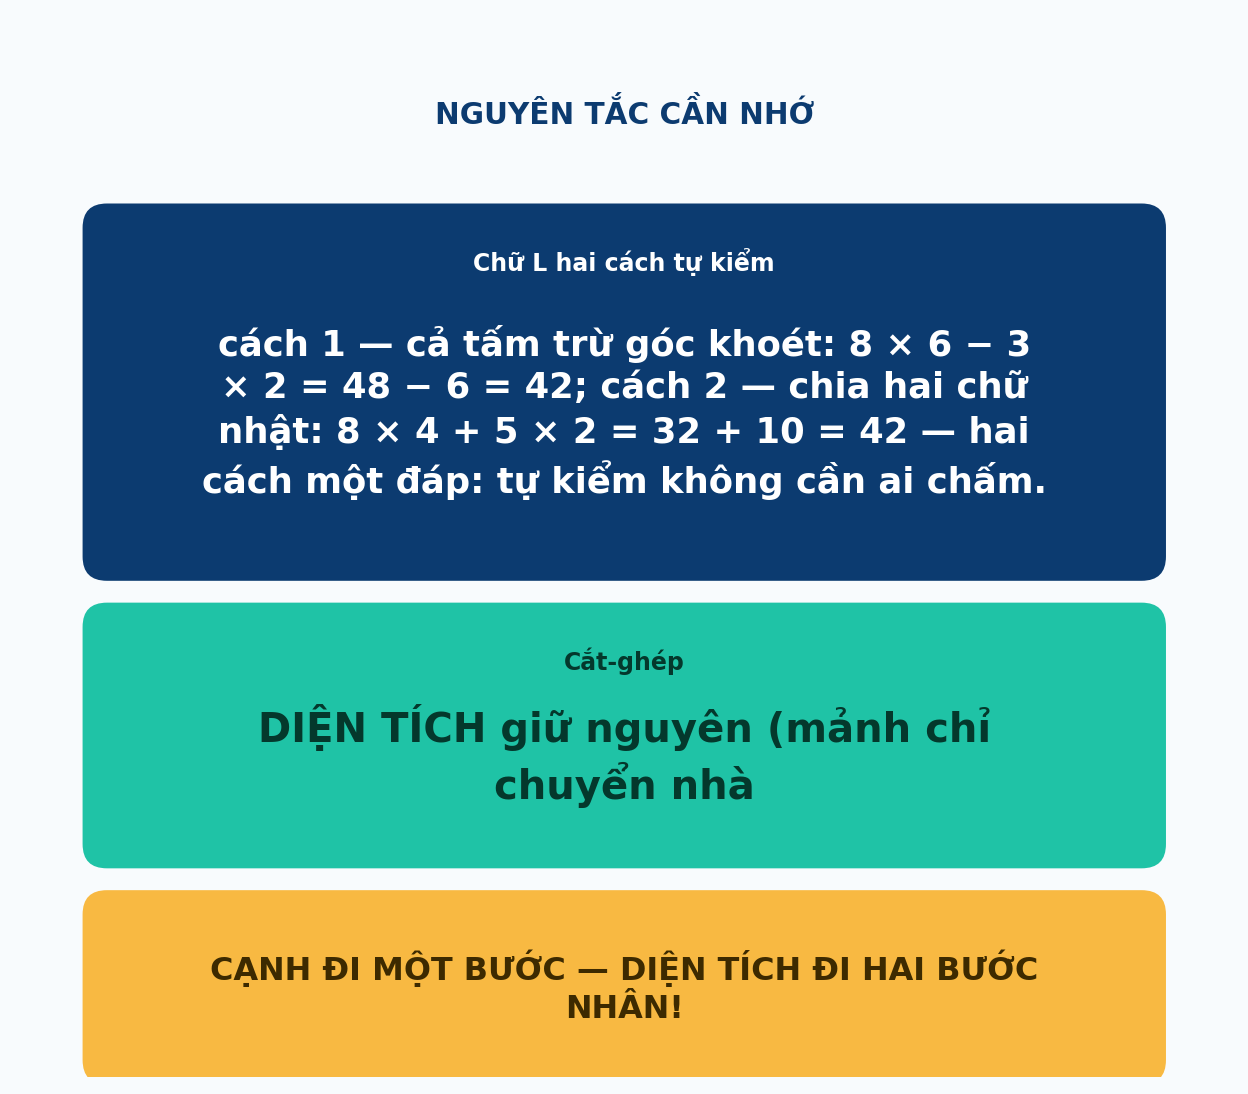 NGUYÊN TẮC CẦN NHỚ
Chữ L hai cách tự kiểm
cách 1 — cả tấm trừ góc khoét: 8 × 6 − 3
× 2 = 48 − 6 = 42; cách 2 — chia hai chữ
nhật: 8 × 4 + 5 × 2 = 32 + 10 = 42 — hai
cách một đáp: tự kiểm không cần ai chấm.
Cắt-ghép
DIỆN TÍCH giữ nguyên (mảnh chỉ
chuyển nhà
CẠNH ĐI MỘT BƯỚC — DIỆN TÍCH ĐI HAI BƯỚC
NHÂN!